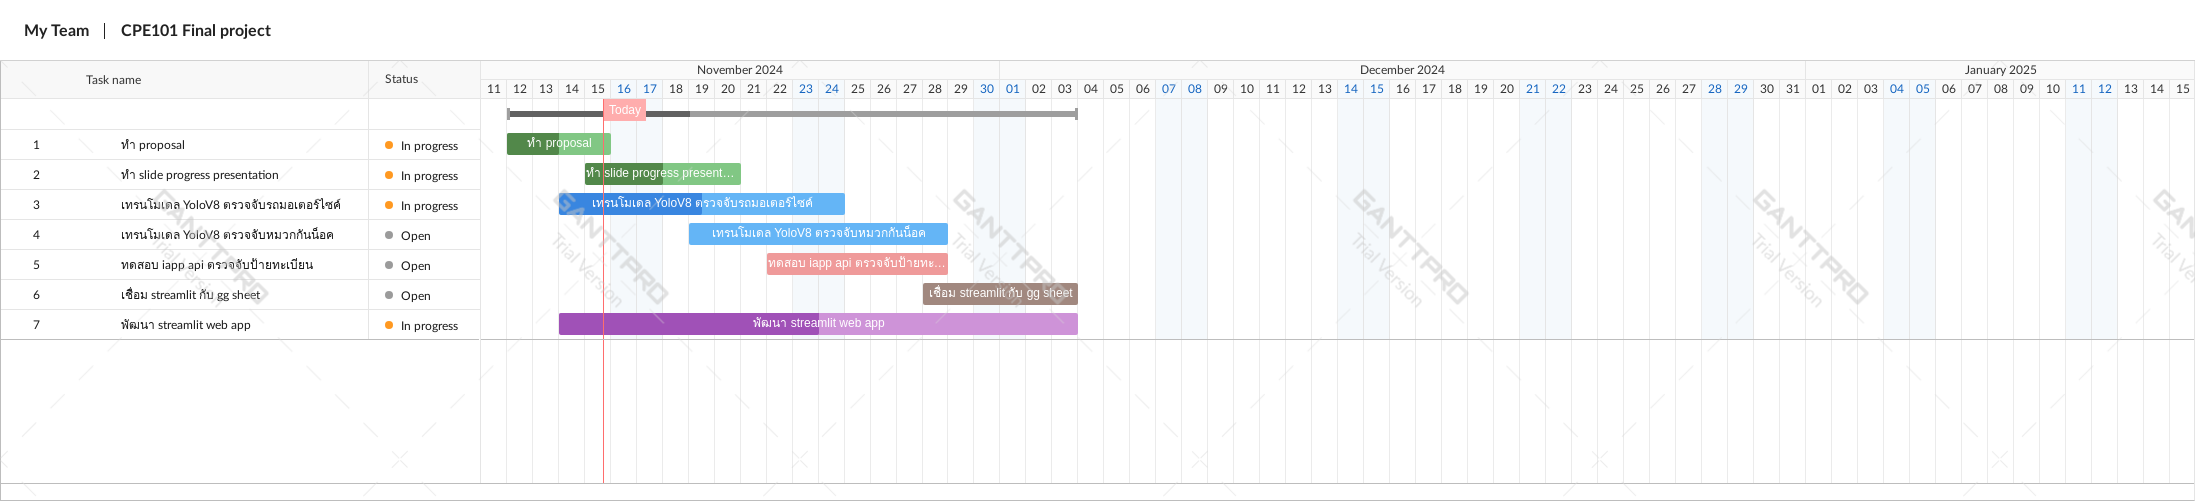 My Team | CPE101 Final project
Task name Status November 2024 December 2024 January 2025
11 12 13 14 15 16 17 18 19 20 21 22 23 24 25 26 27 28 29 30 01 02 03 04 05 06 07 08 09 10 11 12 13 14 15 16 17 18 19 20 21 22 23 24 25 26 27 28 29 30 31 01 02 03 04 05 06 07 08 09 10 11 12 13 14 15
Today
1 ทำ proposal In progress ทำ proposal
2 ทำ slide progress presentation In progress ทำ slide progress present...
3 เทรนโมเดล YoloV8 ตรวจจับรถมอเตอร์ไซค์ In progress เทรนโมเดล YoloV8 ตรวจจับรถมอเตอร์ไซค์
4 เทรนโมเดล YoloV8 ตรวจจับหมวกกันน็อค Open เทรนโมเดล YoloV8 ตรวจจับหมวกกันน็อค
5 ทดสอบ iapp api ตรวจจับป้ายทะเบียน Open ทดสอบ iapp api ตรวจจับป้ายทะ...
6 เชื่อม streamlit กับ gg sheet Open เชื่อม streamlit กับ gg sheet
7 พัฒนา streamlit web app In progress พัฒนา streamlit web app
GANTTPRO
Trial Version
GANTTPRO
Trial Version
GANTTPRO
Trial Version
GANTTPRO
Trial Version
GANTTPRO
Trial Version
GANTTPRO
Trial Version